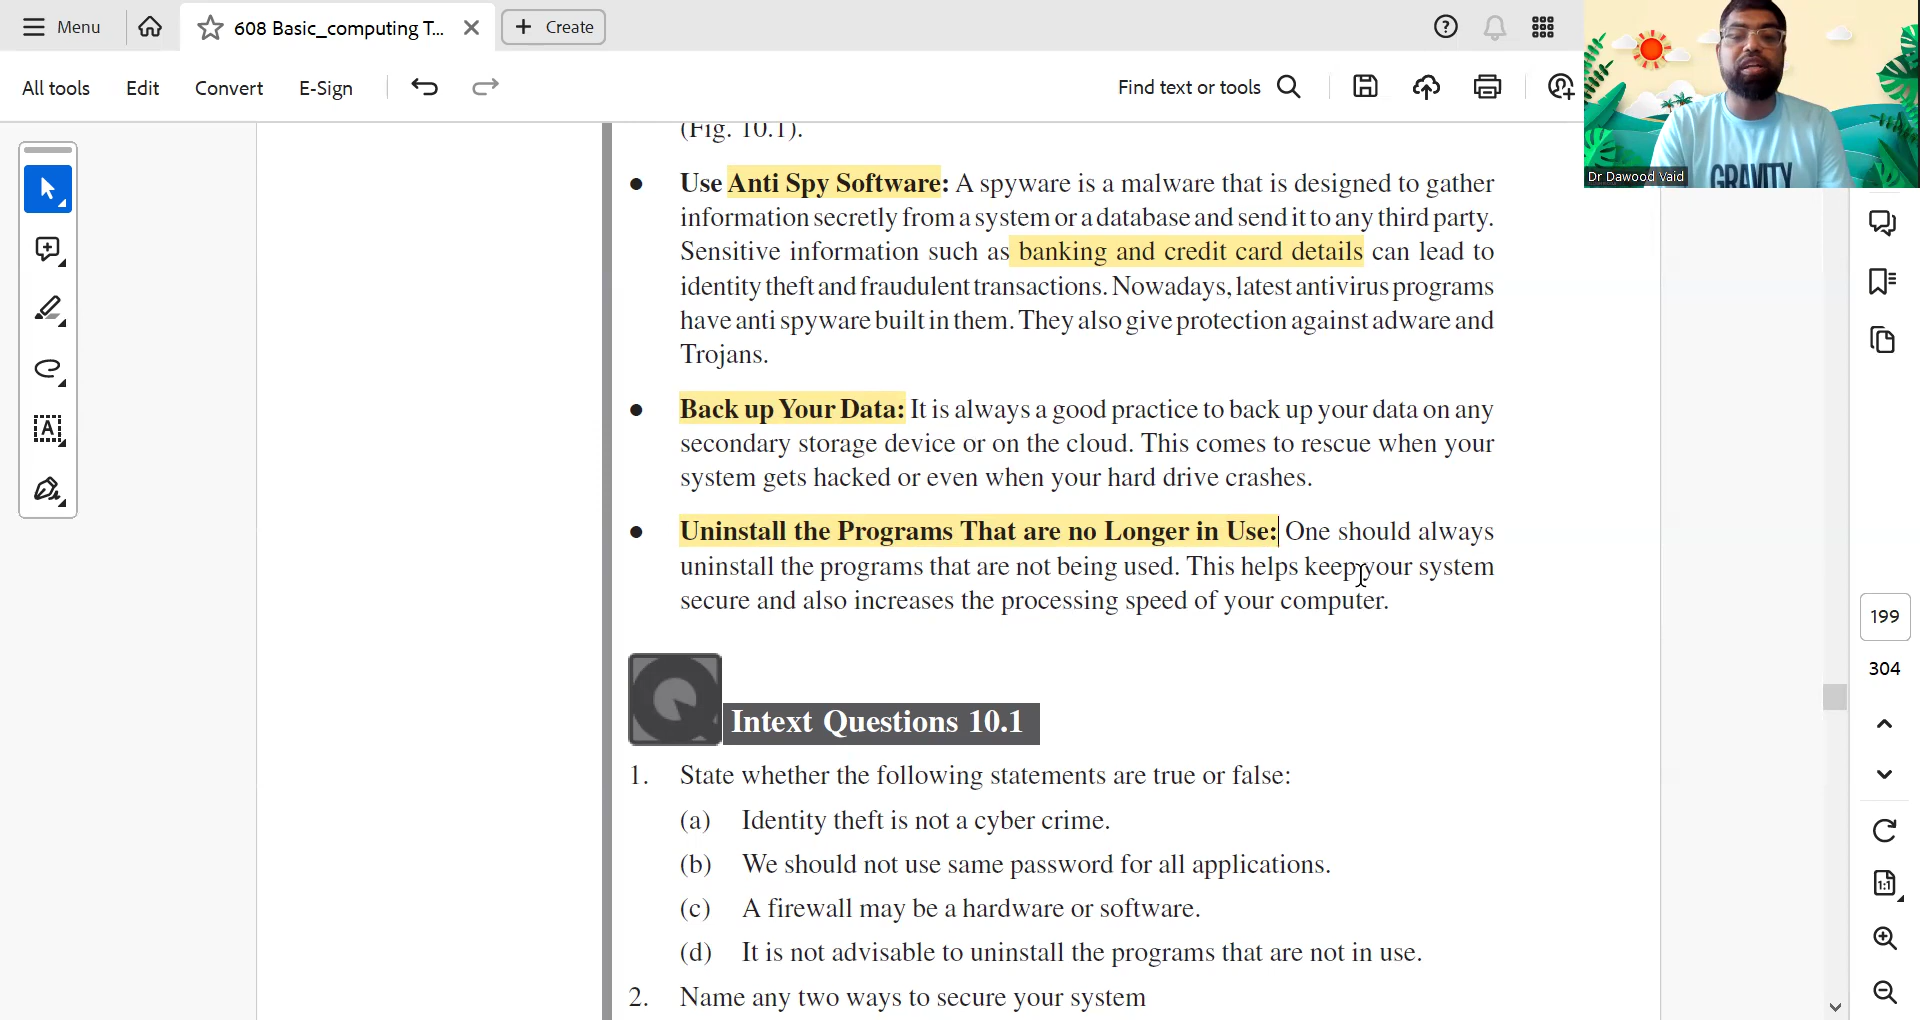 Menu
608 Basic_computing T...
Create
All tools
Edit
Convert
E-Sign
Find text or tools
Dr Dawood Vaid
GRAVITY
(Fig. 10.1).
● Use Anti Spy Software: A spyware is a malware that is designed to gather
information secretly from a system or a database and send it to any third party.
Sensitive information such as banking and credit card details can lead to
identity theft and fraudulent transactions. Nowadays, latest antivirus programs
have anti spyware built in them. They also give protection against adware and
Trojans.
● Back up Your Data: It is always a good practice to back up your data on any
secondary storage device or on the cloud. This comes to rescue when your
system gets hacked or even when your hard drive crashes.
● Uninstall the Programs That are no Longer in Use: One should always
uninstall the programs that are not being used. This helps keep your system
secure and also increases the processing speed of your computer.
Intext Questions 10.1
1. State whether the following statements are true or false:
(a) Identity theft is not a cyber crime.
(b) We should not use same password for all applications.
(c) A firewall may be a hardware or software.
(d) It is not advisable to uninstall the programs that are not in use.
2. Name any two ways to secure your system
199
304
1:1